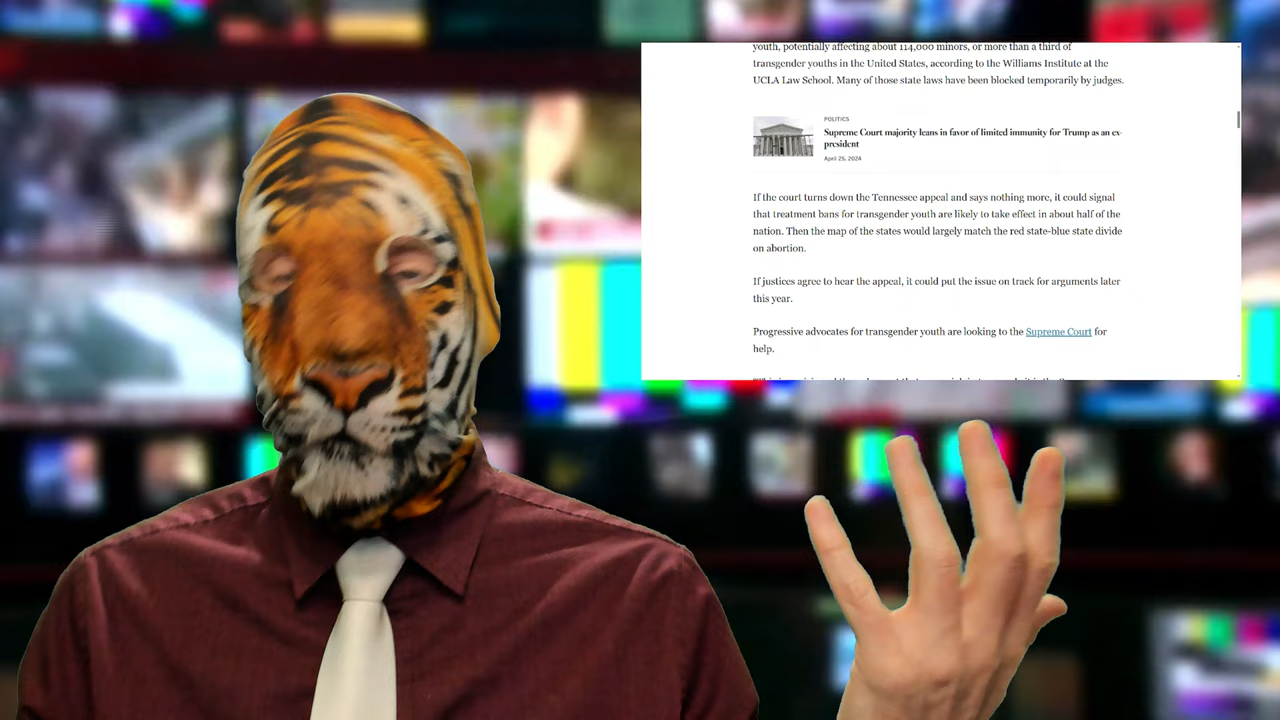 youth, potentially affecting about 114,000 minors, or more than a third of
transgender youths in the United States, according to the Williams Institute at the
UCLA Law School. Many of those state laws have been blocked temporarily by judges.
POLITICS
Supreme Court majority leans in favor of limited immunity for Trump as an ex-
president
April 25, 2024
If the court turns down the Tennessee appeal and says nothing more, it could signal
that treatment bans for transgender youth are likely to take effect in about half of the
nation. Then the map of the states would largely match the red state-blue state divide
on abortion.
If justices agree to hear the appeal, it could put the issue on track for arguments later
this year.
Progressive advocates for transgender youth are looking to the Supreme Court for
help.